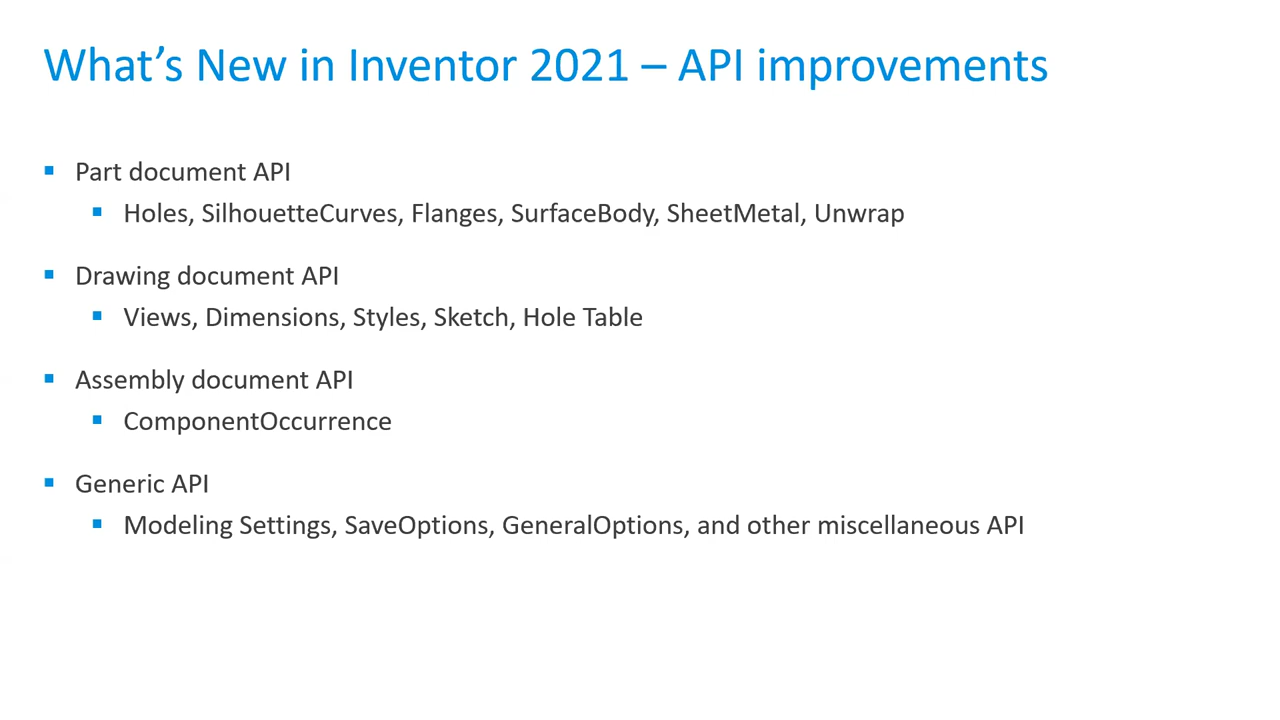 What’s New in Inventor 2021 – API improvements
Part document API
Holes, SilhouetteCurves, Flanges, SurfaceBody, SheetMetal, Unwrap
Drawing document API
Views, Dimensions, Styles, Sketch, Hole Table
Assembly document API
ComponentOccurrence
Generic API
Modeling Settings, SaveOptions, GeneralOptions, and other miscellaneous API